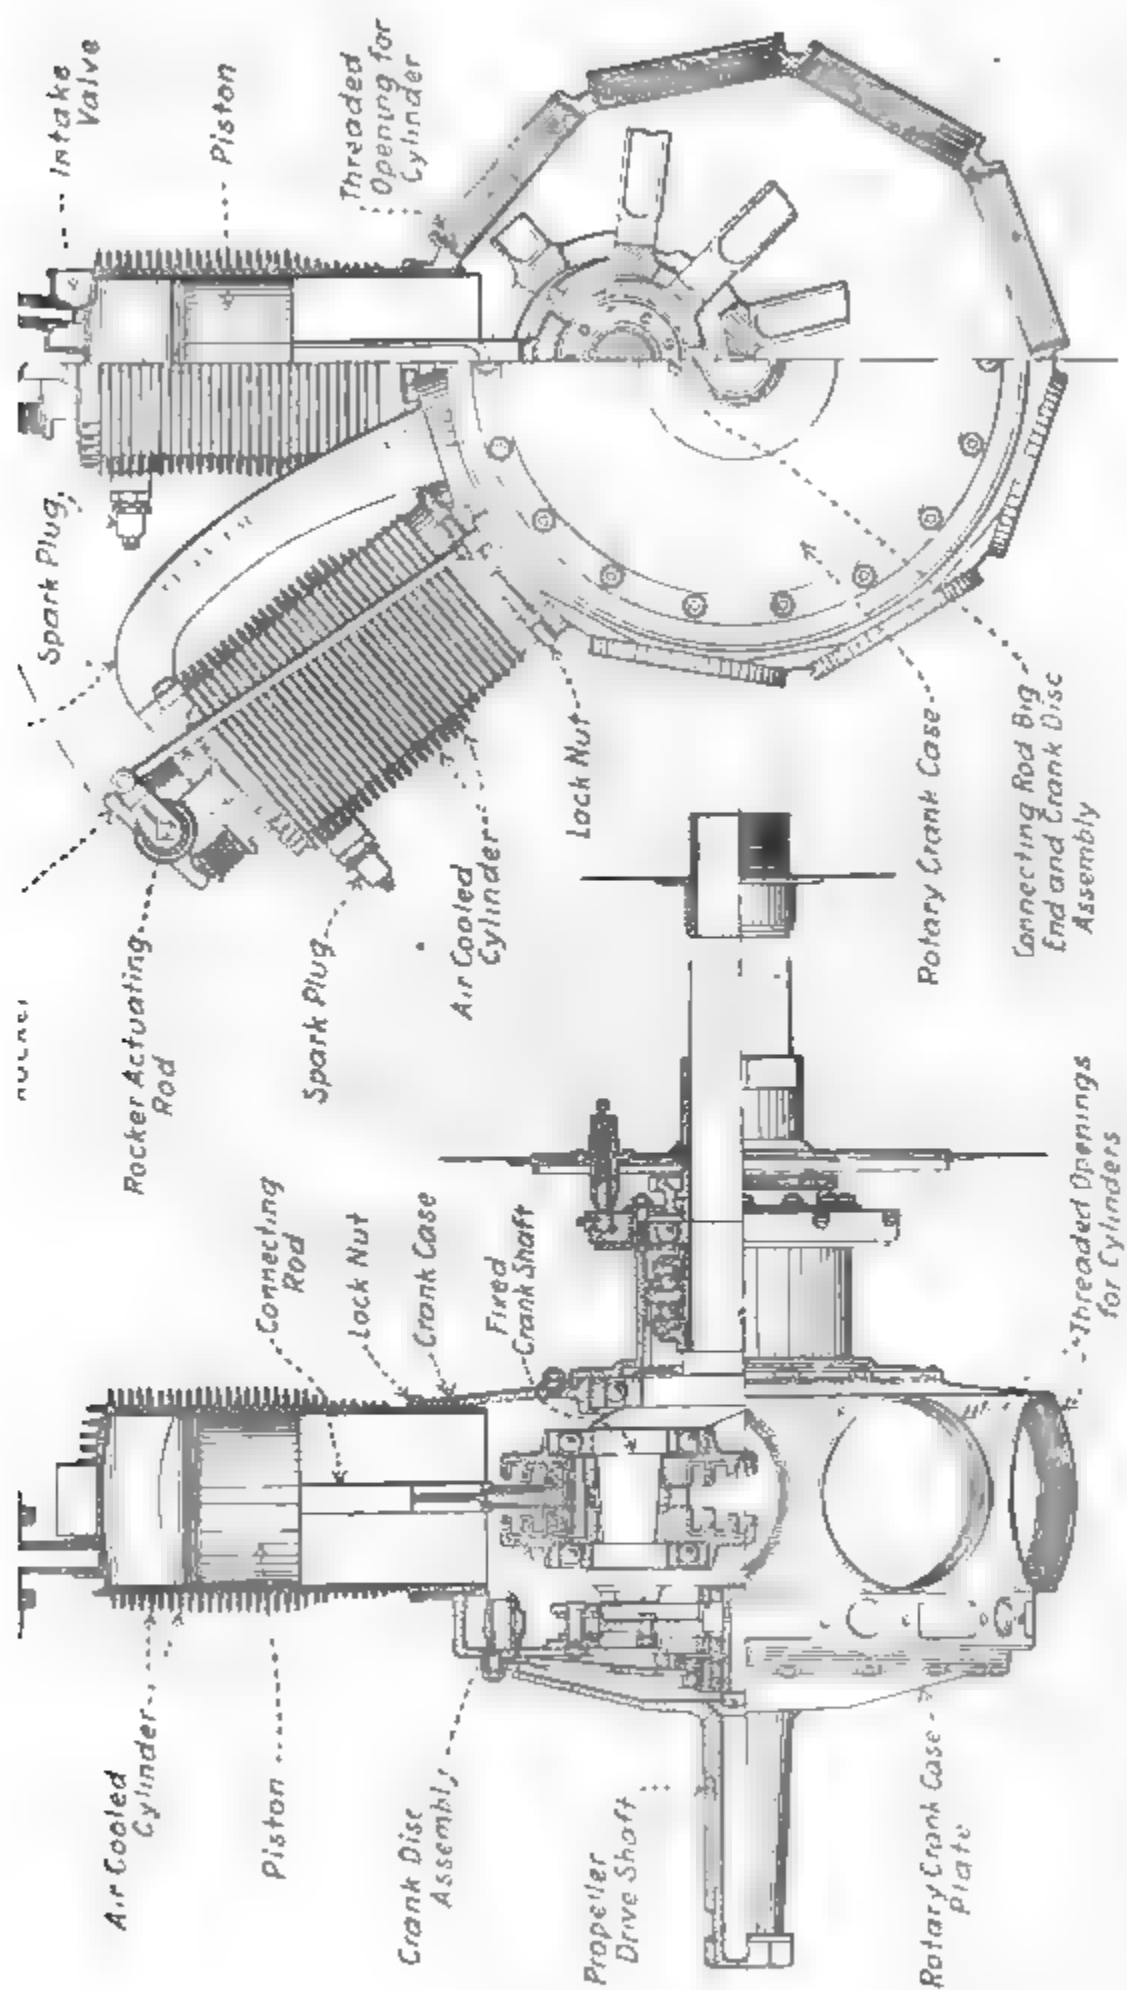 Intake
Valve
Piston
Threaded
Opening for
Cylinder
Spark Plug
Rocker Actuating
Rod
Spark Plug
Air Cooled
Cylinder
Lock Nut
Rotary Crank Case
Connecting Rod Big
End and Crank Disc
Assembly
Connecting
Rod
Lock Nut
Crank Case
Fixed
Crank Shaft
Threaded Openings
for Cylinders
Air Cooled
Cylinder
Piston
Crank Disc
Assembly
Propeller
Drive Shaft
Rotary Crank Case
Plate